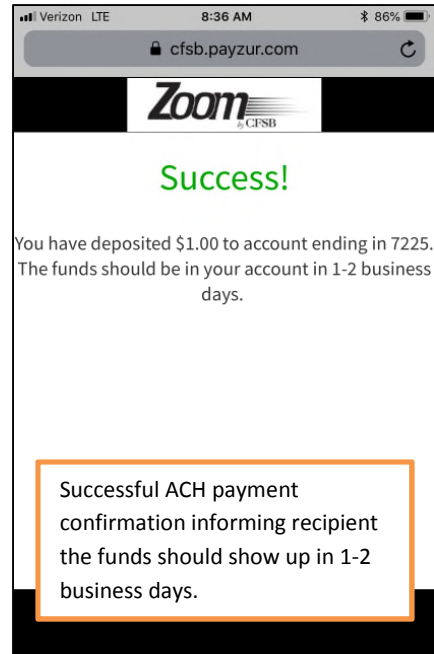 Verizon LTE 8:36 AM 86%
cfsb.payzur.com
Zoom
by CFSB
Success!
You have deposited $1.00 to account ending in 7225.
The funds should be in your account in 1-2 business
days.
Successful ACH payment
confirmation informing recipient
the funds should show up in 1-2
business days.